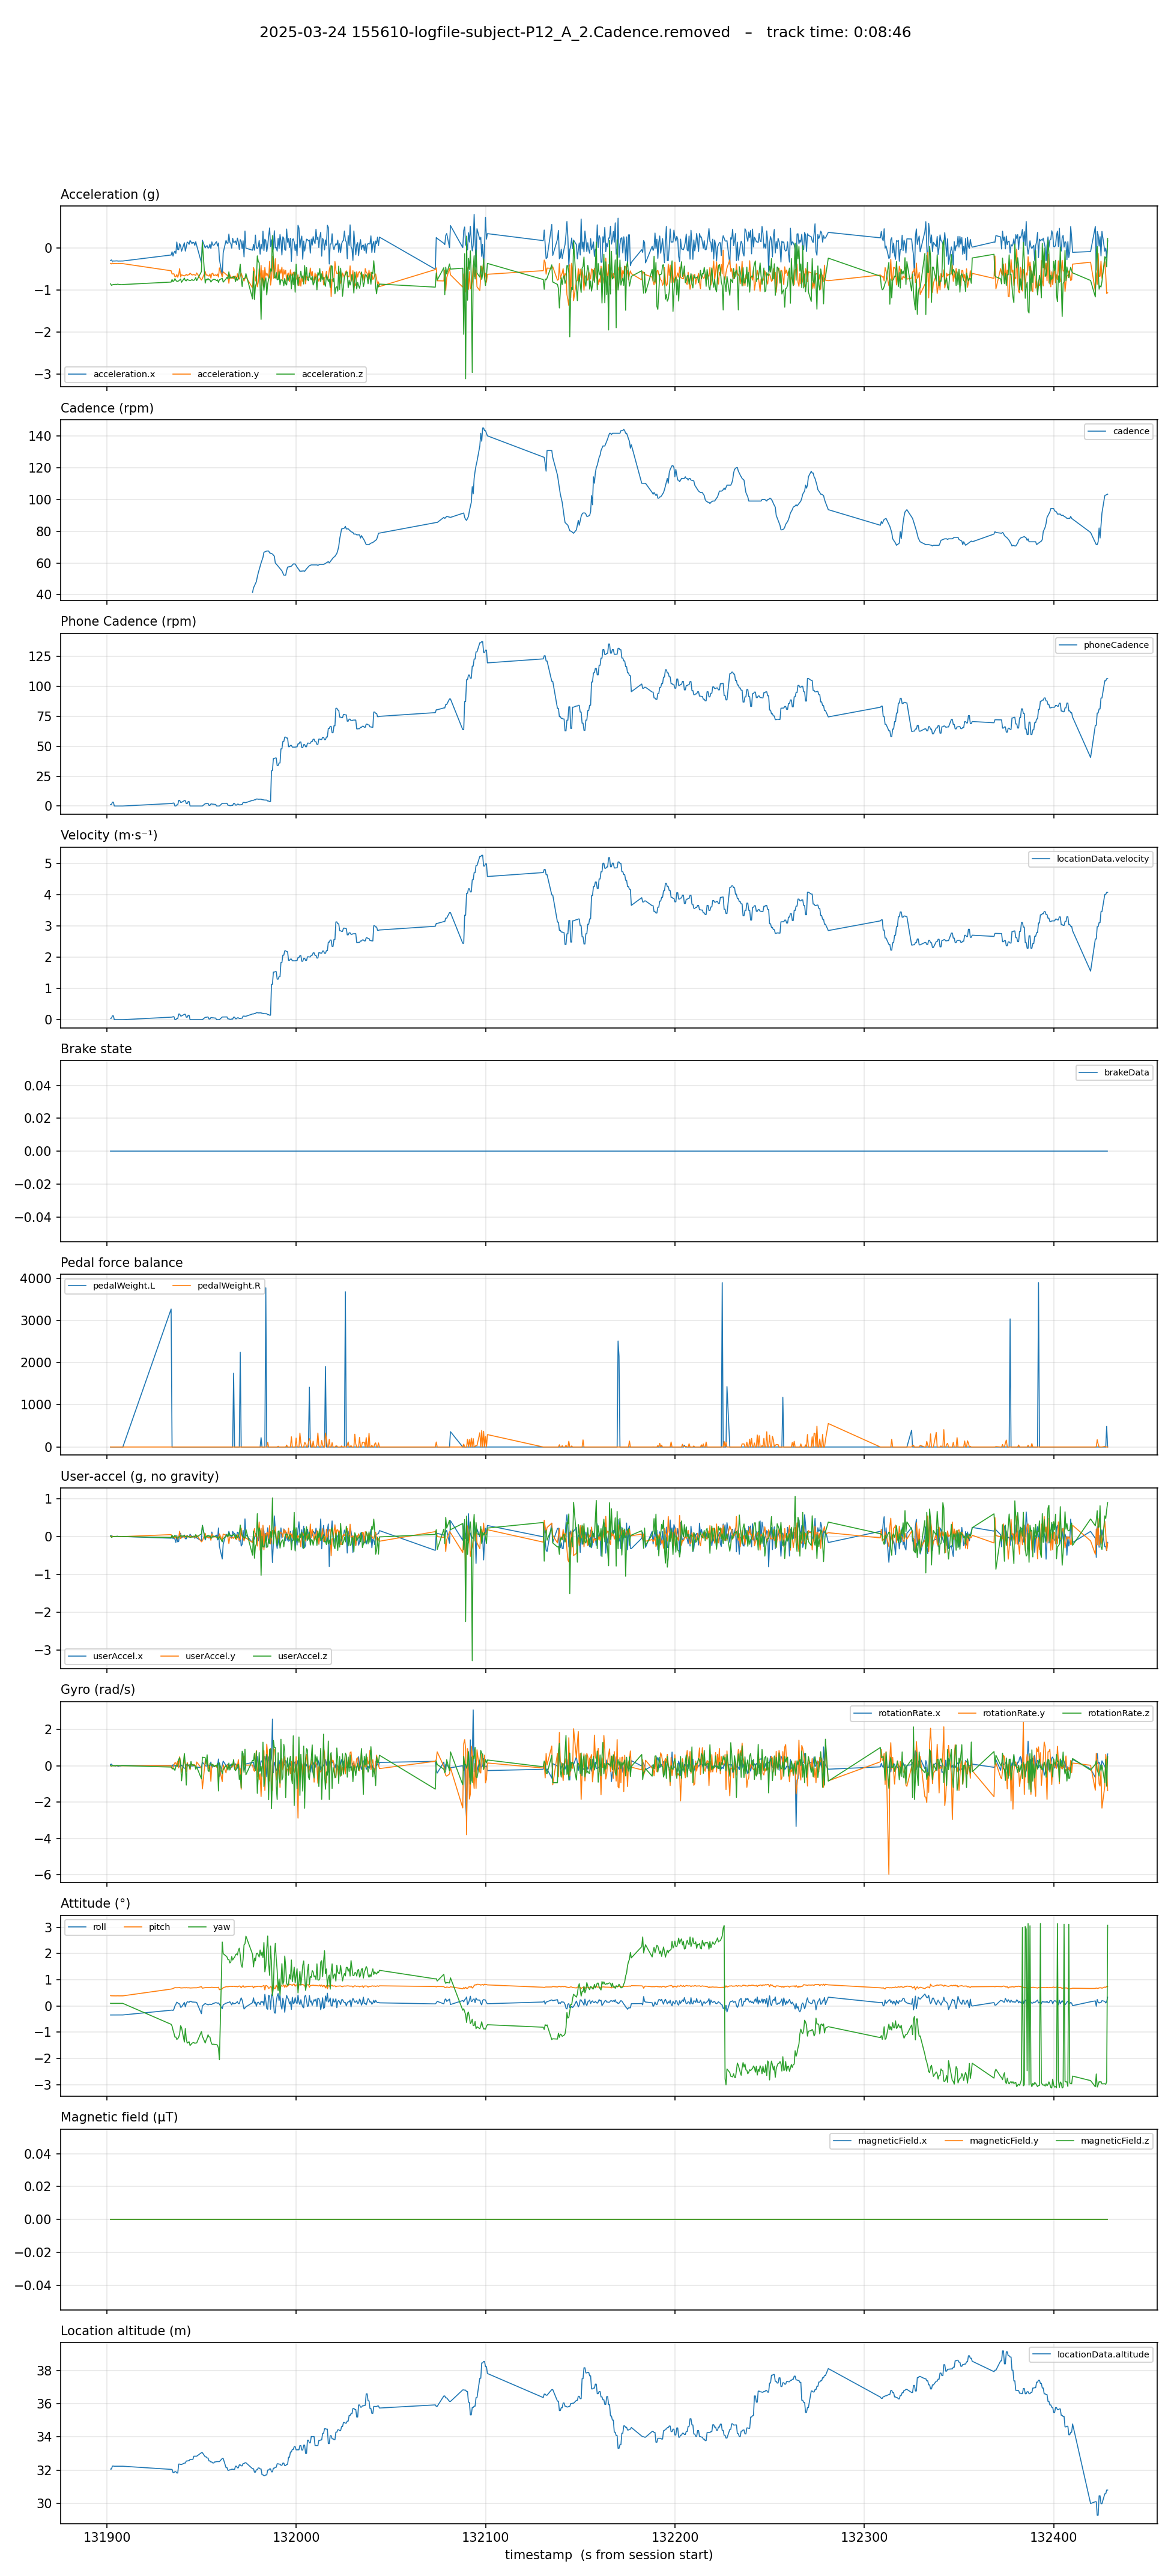 2025-03-24 155610-logfile-subject-P12_A_2.Cadence.removed – track time: 0:08:46
Acceleration (g)
0
−1
−2
−3
acceleration.x acceleration.y acceleration.z
Cadence (rpm)
cadence
140
120
100
80
60
40
Phone Cadence (rpm)
phoneCadence
125
100
75
50
25
0
Velocity (m·s⁻¹)
locationData.velocity
5
4
3
2
1
0
Brake state
brakeData
0.04
0.02
0.00
−0.02
−0.04
Pedal force balance
pedalWeight.L pedalWeight.R
4000
3000
2000
1000
0
User-accel (g, no gravity)
1
0
−1
−2
−3
userAccel.x userAccel.y userAccel.z
Gyro (rad/s)
rotationRate.x rotationRate.y rotationRate.z
2
0
−2
−4
−6
Attitude (°)
roll pitch yaw
3
2
1
0
−1
−2
−3
Magnetic field (µT)
magneticField.x magneticField.y magneticField.z
0.04
0.02
0.00
−0.02
−0.04
Location altitude (m)
locationData.altitude
38
36
34
32
30
131900 132000 132100 132200 132300 132400
timestamp (s from session start)